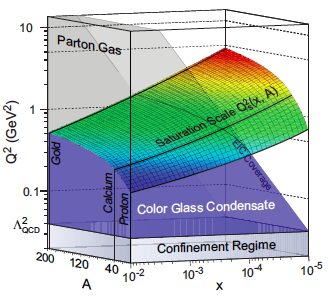 10
Parton Gas
1
Q² (GeV²)
Saturation Scale Q²ₛ(x, A)
EIC Coverage
Gold
Calcium
Proton
0.1
Color Glass Condensate
Λ²QCD
Confinement Regime
200
120
40
A
10⁻²
10⁻³
10⁻⁴
10⁻⁵
x